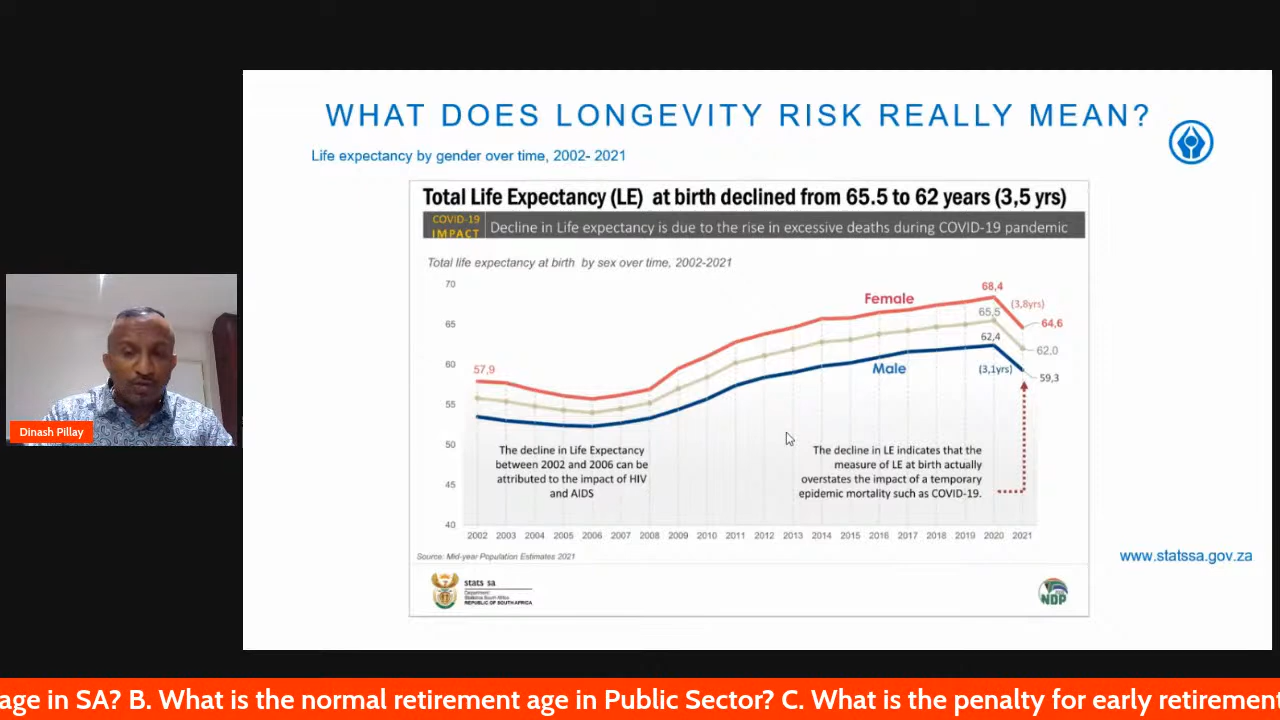 WHAT DOES LONGEVITY RISK REALLY MEAN?
Life expectancy by gender over time, 2002- 2021
Total Life Expectancy (LE) at birth declined from 65.5 to 62 years (3,5 yrs)
COVID-19
IMPACT
Decline in Life expectancy is due to the rise in excessive deaths during COVID-19 pandemic
Total life expectancy at birth by sex over time, 2002-2021
70
65
60
55
50
45
40
57,9
Female
68,4
(3,8yrs)
65,5
64,6
62,4
62,0
Male
(3,1yrs)
59,3
The decline in Life Expectancy
between 2002 and 2006 can be
attributed to the impact of HIV
and AIDS
The decline in LE indicates that the
measure of LE at birth actually
overstates the impact of a temporary
epidemic mortality such as COVID-19.
2002 2003 2004 2005 2006 2007 2008 2009 2010 2011 2012 2013 2014 2015 2016 2017 2018 2019 2020 2021
Source: Mid-year Population Estimates 2021
www.statssa.gov.za
stats sa
Department:
Statistics South Africa
REPUBLIC OF SOUTH AFRICA
NDP
Dinash Pillay
age in SA? B. What is the normal retirement age in Public Sector? C. What is the penalty for early retirement